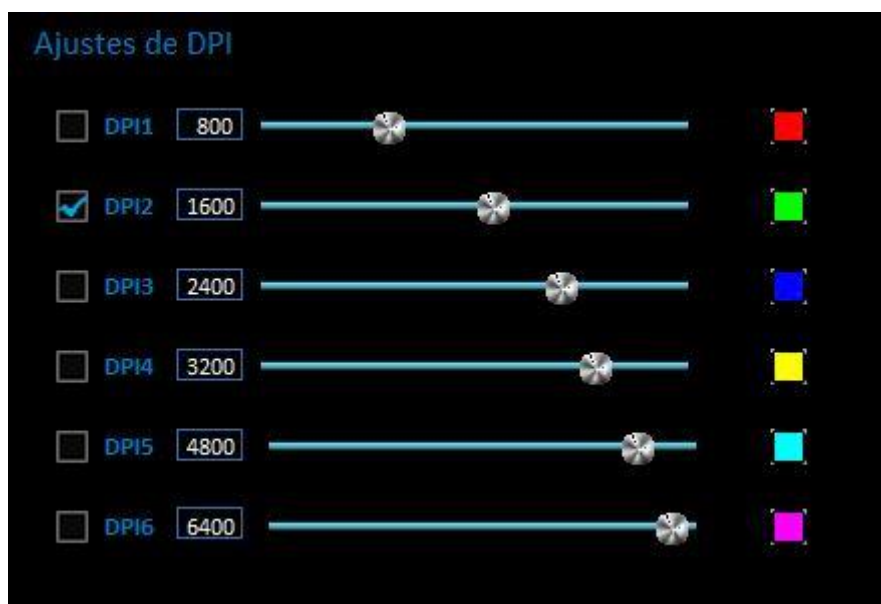 Ajustes de DPI
DPI1 800
DPI2 1600
DPI3 2400
DPI4 3200
DPI5 4800
DPI6 6400